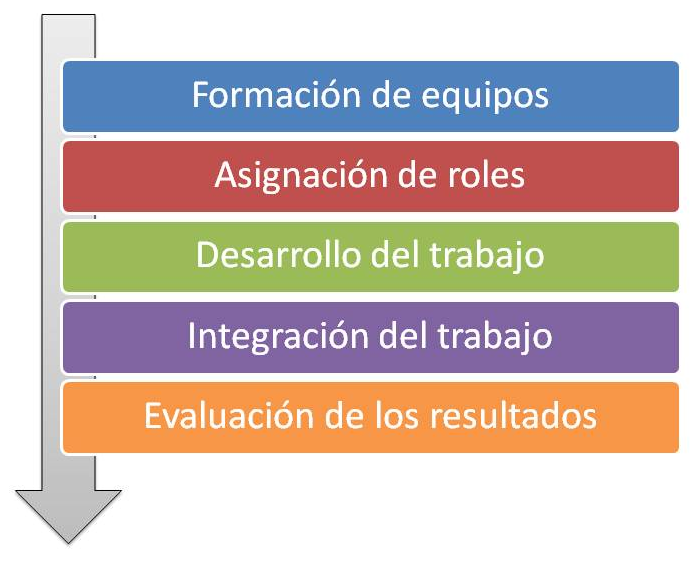 Formación de equipos
Asignación de roles
Desarrollo del trabajo
Integración del trabajo
Evaluación de los resultados